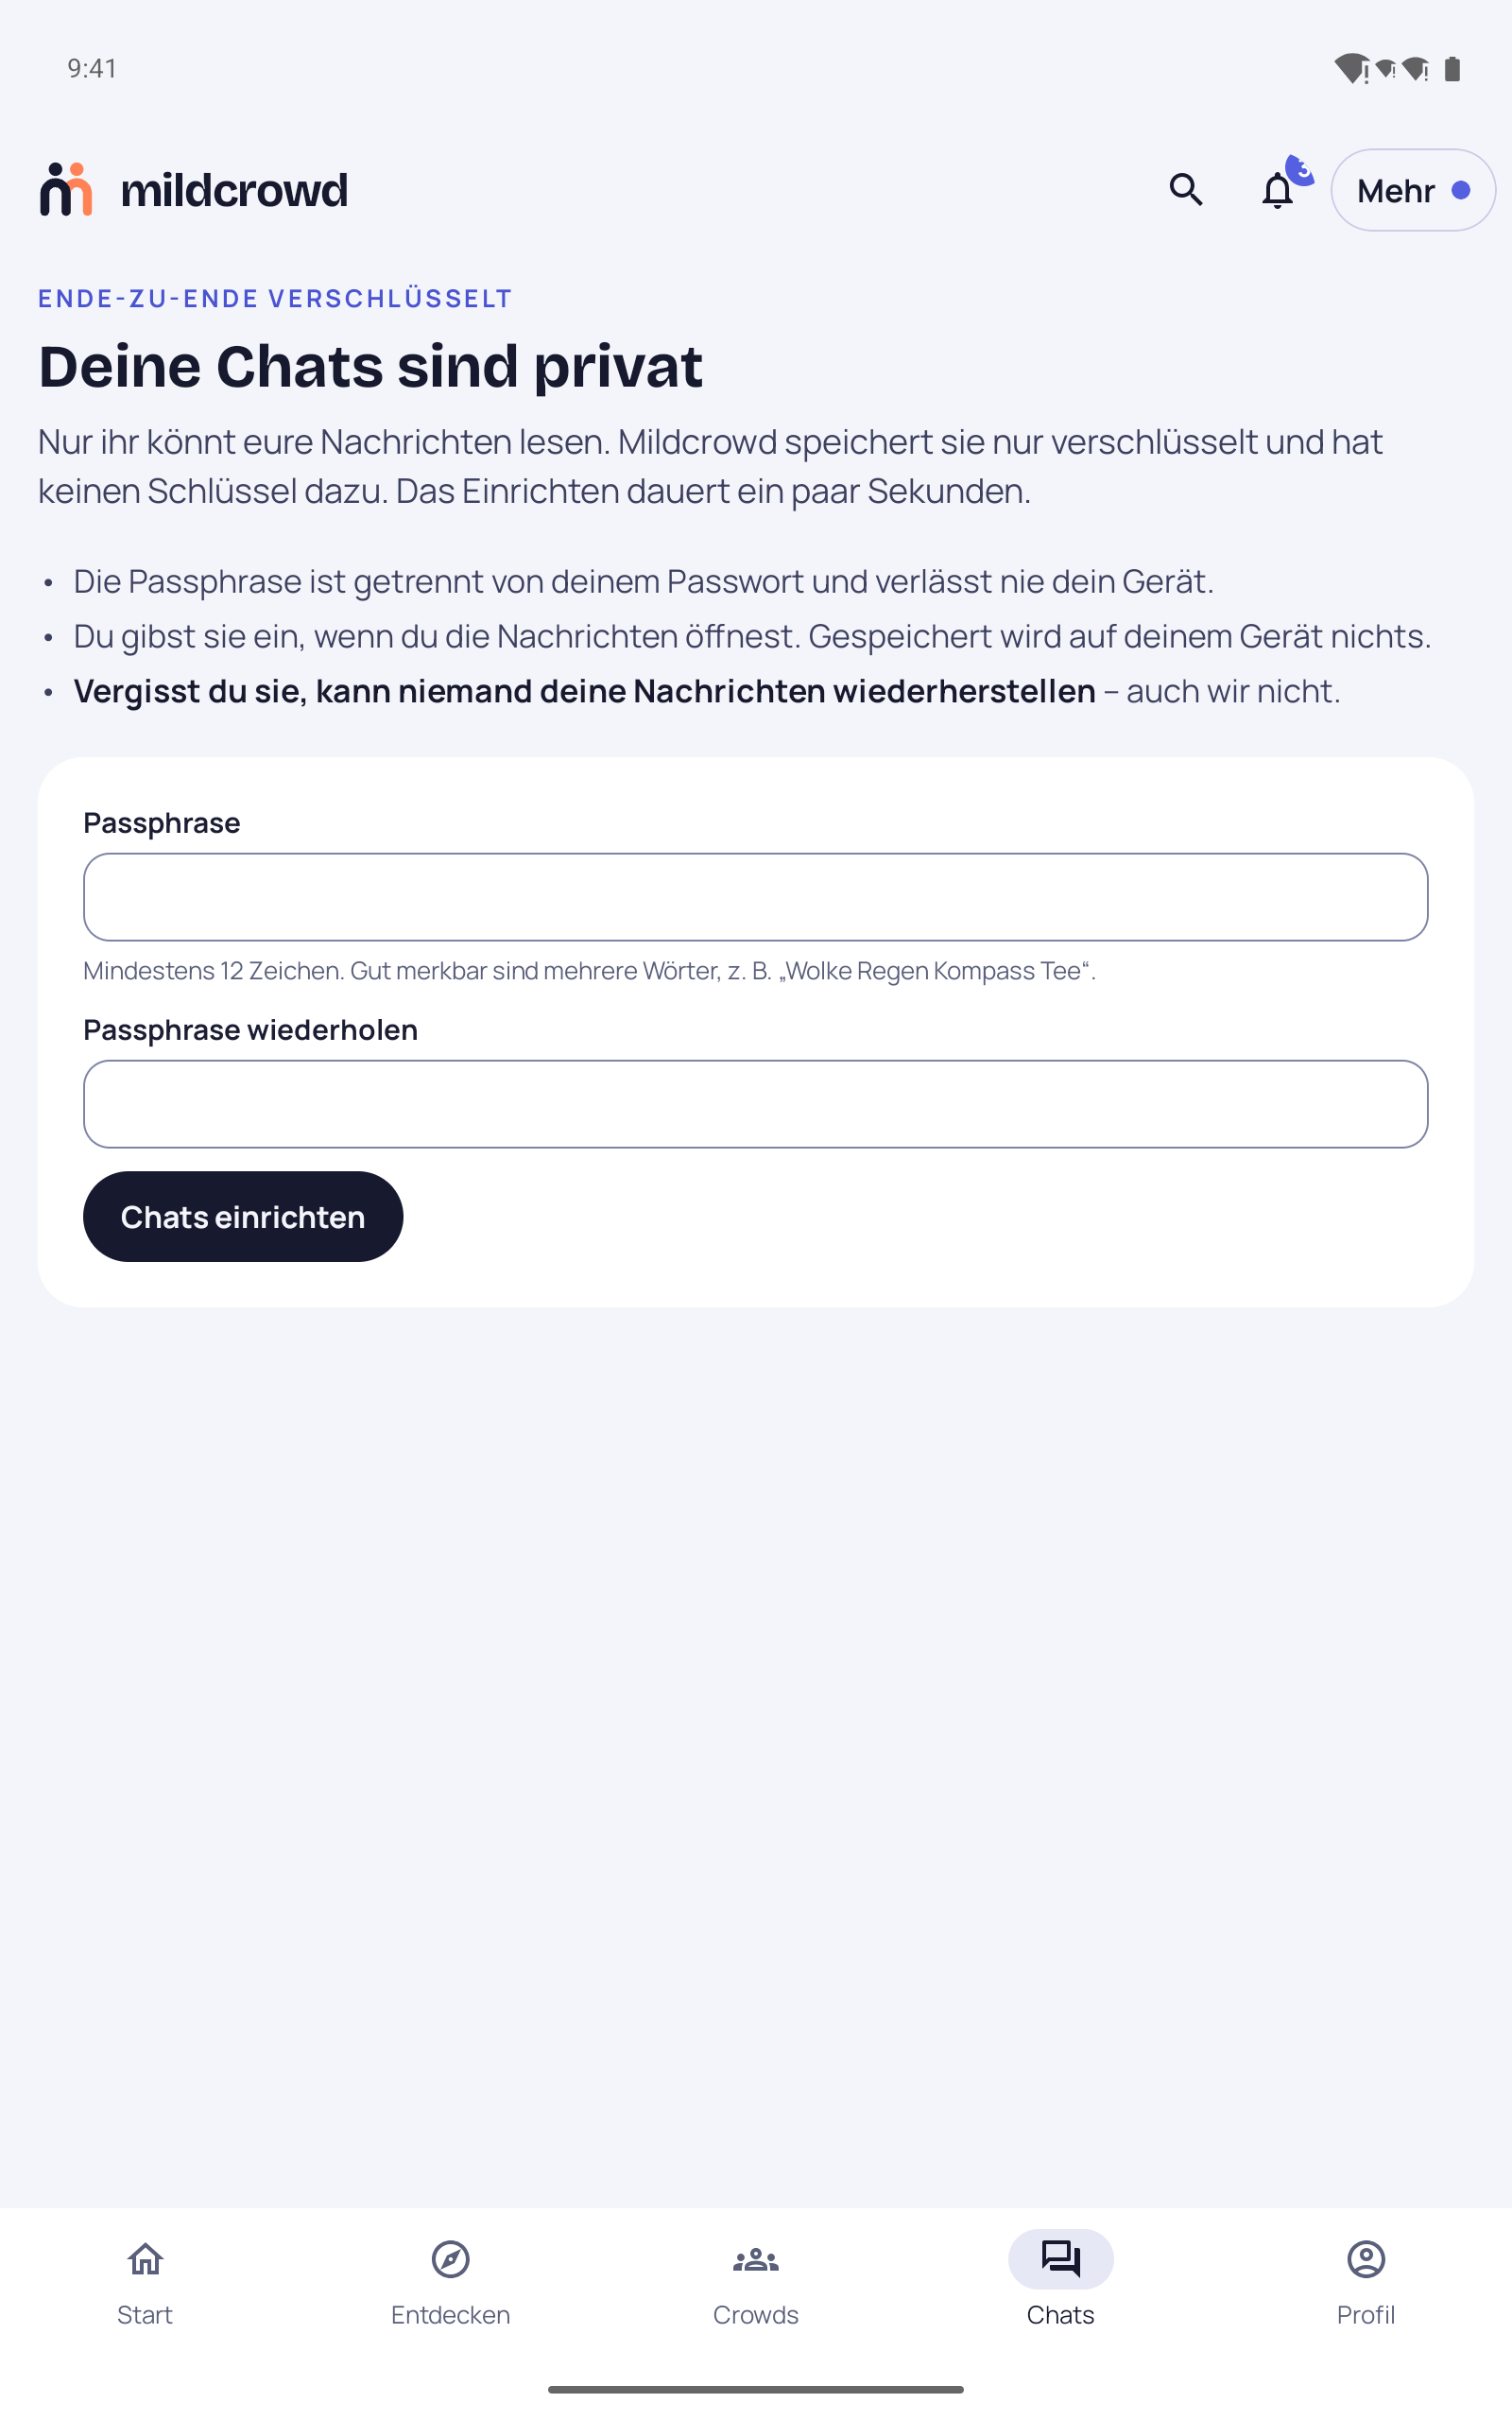 9:41
mildcrowd
3
Mehr
ENDE-ZU-ENDE VERSCHLÜSSELT
Deine Chats sind privat
Nur ihr könnt eure Nachrichten lesen. Mildcrowd speichert sie nur verschlüsselt und hat
keinen Schlüssel dazu. Das Einrichten dauert ein paar Sekunden.
• Die Passphrase ist getrennt von deinem Passwort und verlässt nie dein Gerät.
• Du gibst sie ein, wenn du die Nachrichten öffnest. Gespeichert wird auf deinem Gerät nichts.
• Vergisst du sie, kann niemand deine Nachrichten wiederherstellen – auch wir nicht.
Passphrase
Mindestens 12 Zeichen. Gut merkbar sind mehrere Wörter, z. B. „Wolke Regen Kompass Tee“.
Passphrase wiederholen
Chats einrichten
Start
Entdecken
Crowds
Chats
Profil